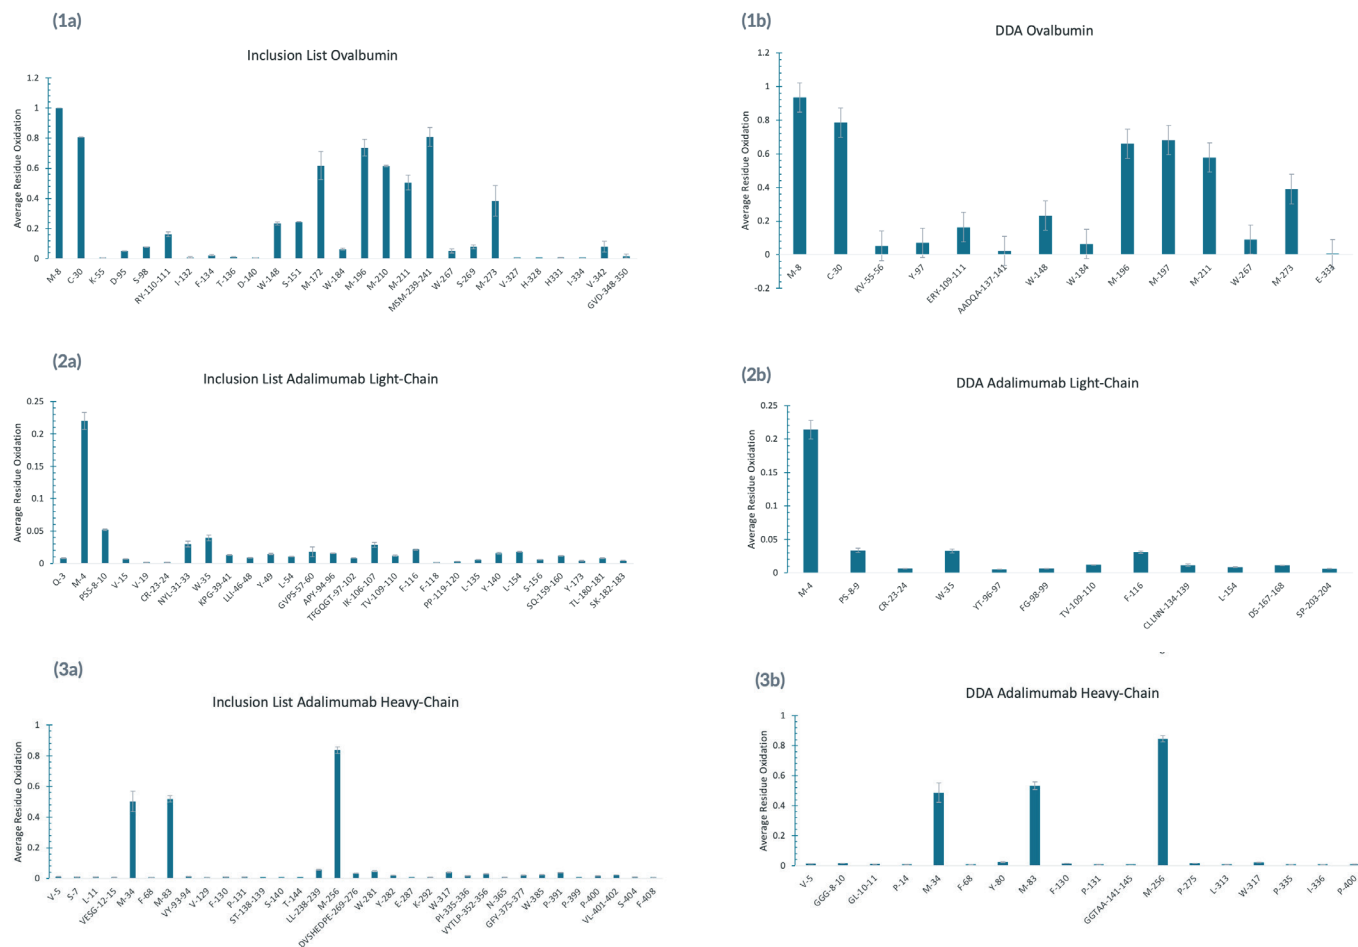 (1a)
Inclusion List Ovalbumin
Average Residue Oxidation
1.2
1
0.8
0.6
0.4
0.2
0
M-8
C-30
K-55
D-95
S-98
RY-110-111
I-132
F-134
T-136
D-140
W-148
S-151
M-172
W-184
M-196
M-210
M-211
MSM-239-241
W-267
S-269
M-273
V-327
H-328
H331
I-334
V-342
GVD-348-350
(1b)
DDA Ovalbumin
Average Residue Oxidation
1.2
1
0.8
0.6
0.4
0.2
0
-0.2
M-8
C-30
KV-55-56
Y-97
ERY-109-111
AADQA-137-141
W-148
W-184
M-196
M-197
M-211
W-267
M-273
E-333
(2a)
Inclusion List Adalimumab Light-Chain
Average Residue Oxidation
0.25
0.2
0.15
0.1
0.05
0
Q-3
M-4
PSS-8-10
V-15
V-19
CR-23-24
NYL-31-33
W-35
KPG-39-41
LLI-46-48
Y-49
L-54
GVPS-57-60
APY-94-96
TFGQGT-97-102
IK-106-107
TV-109-110
F-116
F-118
PP-119-120
L-135
Y-140
L-154
S-156
SQ-159-160
Y-173
TL-180-181
SK-182-183
(2b)
DDA Adalimumab Light-Chain
Average Residue Oxidation
0.25
0.2
0.15
0.1
0.05
0
M-4
PS-8-9
CR-23-24
W-35
YT-96-97
FG-98-99
TV-109-110
F-116
CLLNN-134-139
L-154
DS-167-168
SP-203-204
(3a)
Inclusion List Adalimumab Heavy-Chain
Average Residue Oxidation
1
0.8
0.6
0.4
0.2
0
V-5
S-7
L-11
VESG-12-15
M-34
F-68
M-83
VY-93-94
V-129
F-130
P-131
ST-138-139
S-140
T-144
LL-238-239
M-256
DVSHEDPE-269-276
W-281
Y-282
F-287
K-292
W-317
PI-335-336
VYTLP-352-356
N-365
GFY-375-377
W-385
P-391
P-399
P-400
VL-401-402
S-404
F-408
(3b)
DDA Adalimumab Heavy-Chain
Average Residue Oxidation
1
0.8
0.6
0.4
0.2
0
V-5
GGG-8-10
GL-10-11
P-14
M-34
F-68
Y-80
M-83
F-130
P-131
GGTAA-141-145
M-256
P-275
L-313
W-317
P-335
I-336
P-400